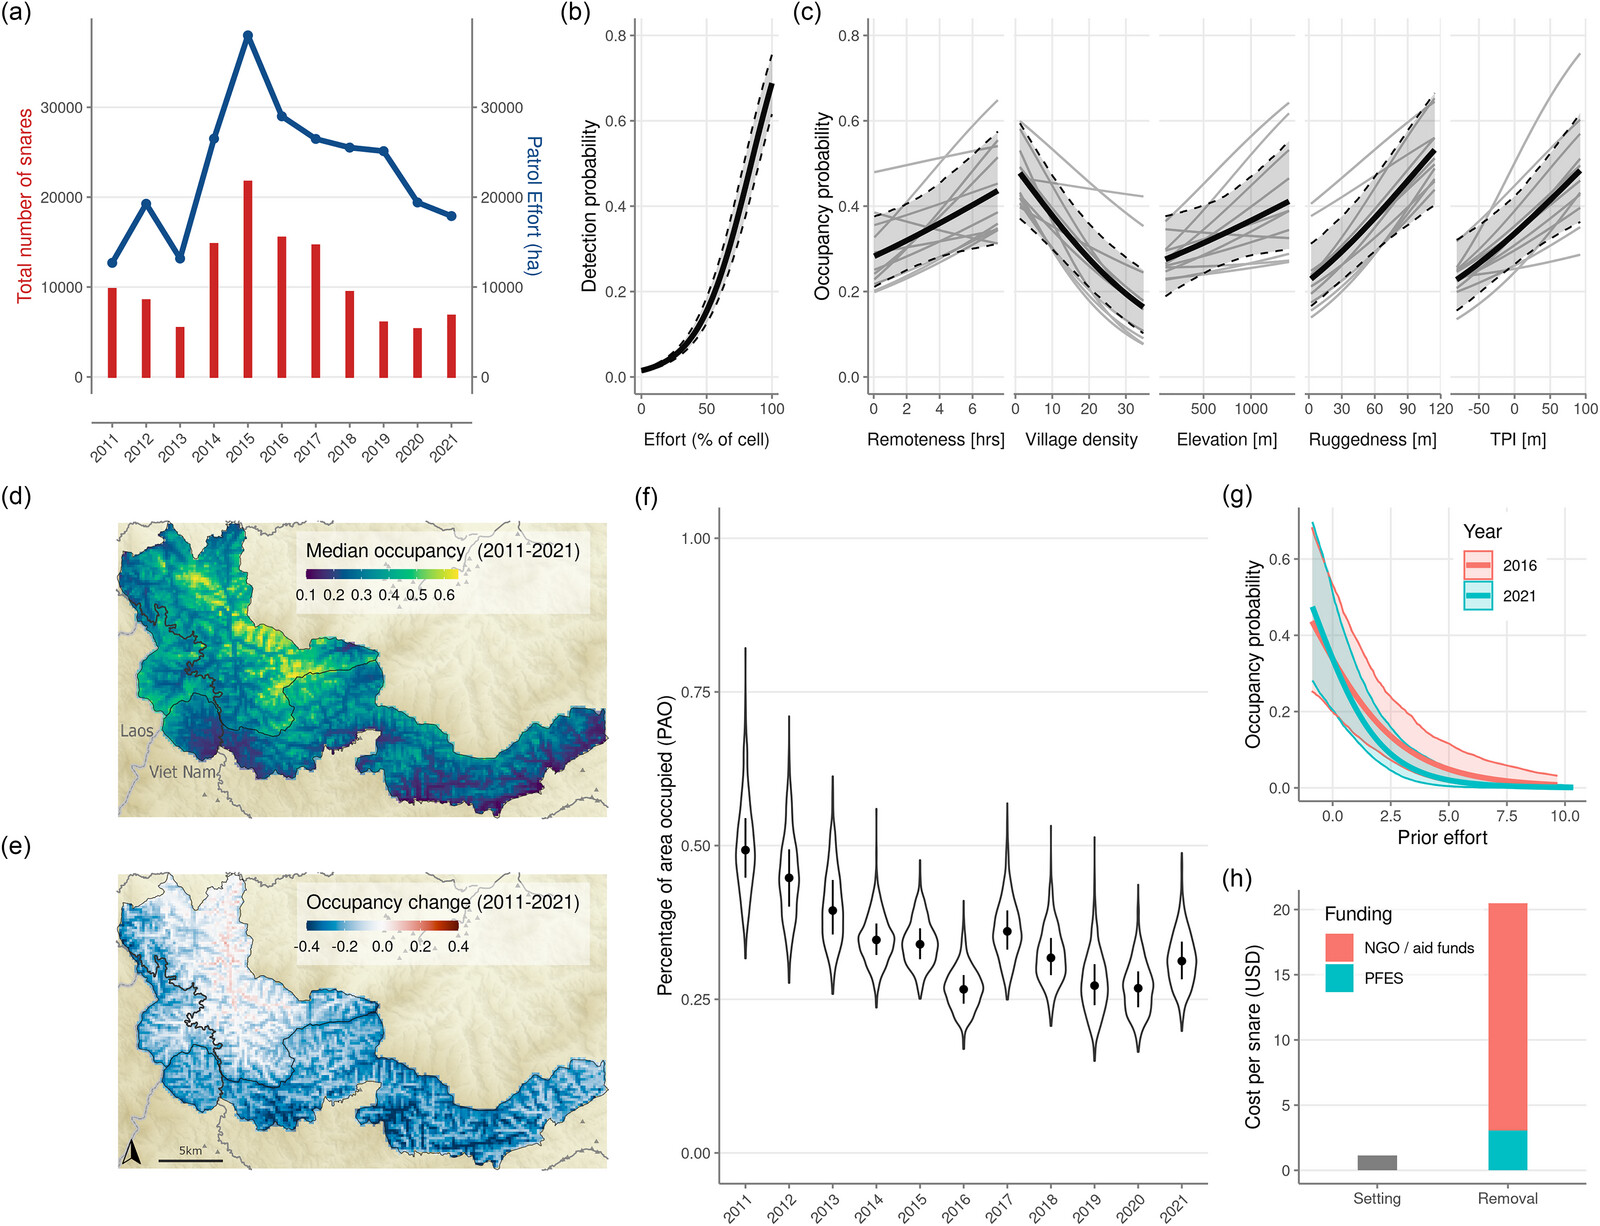 (a)
Total number of snares
30000
20000
10000
0
30000
20000
10000
0
Patrol Effort (ha)
2011
2012
2013
2014
2015
2016
2017
2018
2019
2020
2021
(b)
Detection probability
0.8
0.6
0.4
0.2
0.0
0 50 100
Effort (% of cell)
(c)
Occupancy probability
0.8
0.6
0.4
0.2
0.0
0 2 4 6
Remoteness [hrs]
0 10 20 30
Village density
500 1000
Elevation [m]
0 30 60 90 120
Ruggedness [m]
-50 0 50 100
TPI [m]
(d)
Median occupancy (2011-2021)
0.1 0.2 0.3 0.4 0.5 0.6
Laos
Viet Nam
(e)
Occupancy change (2011-2021)
-0.4 -0.2 0.0 0.2 0.4
5km
(f)
Percentage of area occupied (PAO)
1.00
0.75
0.50
0.25
0.00
2011
2012
2013
2014
2015
2016
2017
2018
2019
2020
2021
(g)
Occupancy probability
0.6
0.4
0.2
0.0
Year
2016
2021
0.0 2.5 5.0 7.5 10.0
Prior effort
(h)
Cost per snare (USD)
20
15
10
5
0
Funding
NGO / aid funds
PFES
Setting Removal